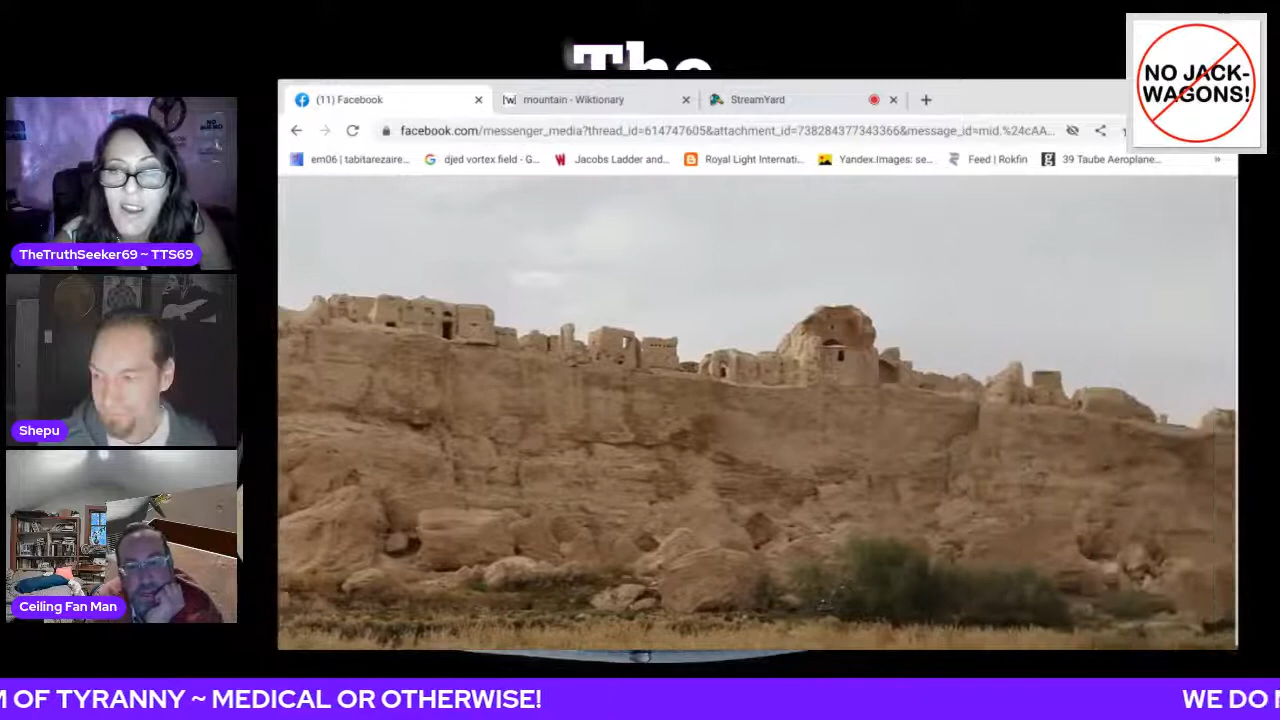 The
NO JACK-
WAGONS!
(11) Facebook
mountain - Wiktionary
StreamYard
facebook.com/messenger_media?thread_id=614747605&attachment_id=738284377343366&message_id=mid.%24cAA...
em06 | tabitarezaire...
djed vortex field - G...
Jacobs Ladder and...
Royal Light Internati...
Yandex.Images: se...
Feed | Rokfin
39 Taube Aeroplane...
TheTruthSeeker69 ~ TTS69
Shepu
Ceiling Fan Man
M OF TYRANNY ~ MEDICAL OR OTHERWISE!
WE DO